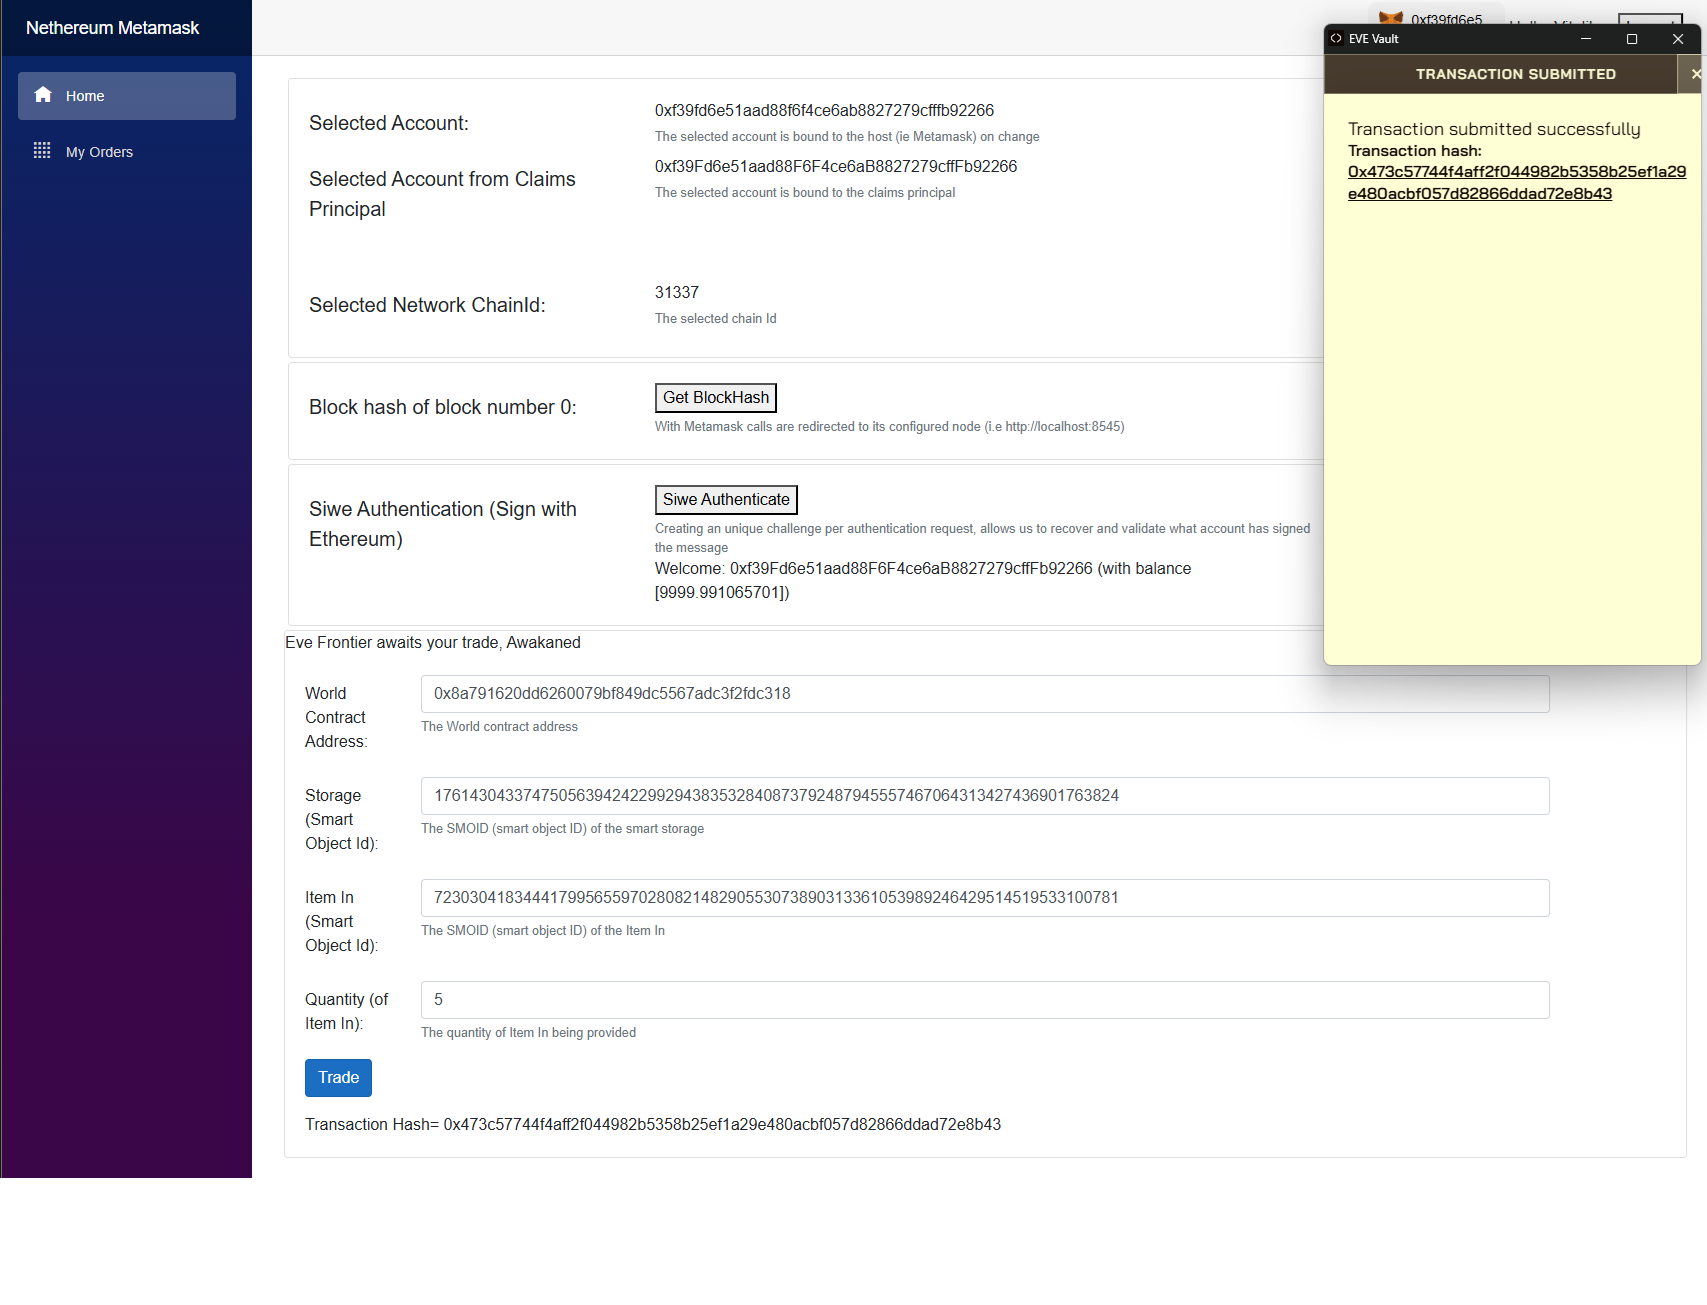 Nethereum Metamask
Home
My Orders
0xf39fd6e5
EVE Vault
TRANSACTION SUBMITTED
Transaction submitted successfully
Transaction hash:
0x473c57744f4aff2f044982b5358b25ef1a29
e480acbf057d82866ddad72e8b43
Selected Account:
0xf39fd6e51aad88f6f4ce6ab8827279cfffb92266
The selected account is bound to the host (ie Metamask) on change
Selected Account from Claims
Principal
0xf39Fd6e51aad88F6F4ce6aB8827279cffFb92266
The selected account is bound to the claims principal
Selected Network ChainId:
31337
The selected chain Id
Block hash of block number 0:
Get BlockHash
With Metamask calls are redirected to its configured node (i.e http://localhost:8545)
Siwe Authentication (Sign with
Ethereum)
Siwe Authenticate
Creating an unique challenge per authentication request, allows us to recover and validate what account has signed
the message
Welcome: 0xf39Fd6e51aad88F6F4ce6aB8827279cffFb92266 (with balance
[9999.991065701])
Eve Frontier awaits your trade, Awakaned
World
Contract
Address:
0x8a791620dd6260079bf849dc5567adc3f2fdc318
The World contract address
Storage
(Smart
Object Id):
17614304337475056394242299294383532840873792487945557467064313427436901763824
The SMOID (smart object ID) of the smart storage
Item In
(Smart
Object Id):
72303041834441799565597028082148290553073890313361053989246429514519533100781
The SMOID (smart object ID) of the Item In
Quantity (of
Item In):
5
The quantity of Item In being provided
Trade
Transaction Hash= 0x473c57744f4aff2f044982b5358b25ef1a29e480acbf057d82866ddad72e8b43